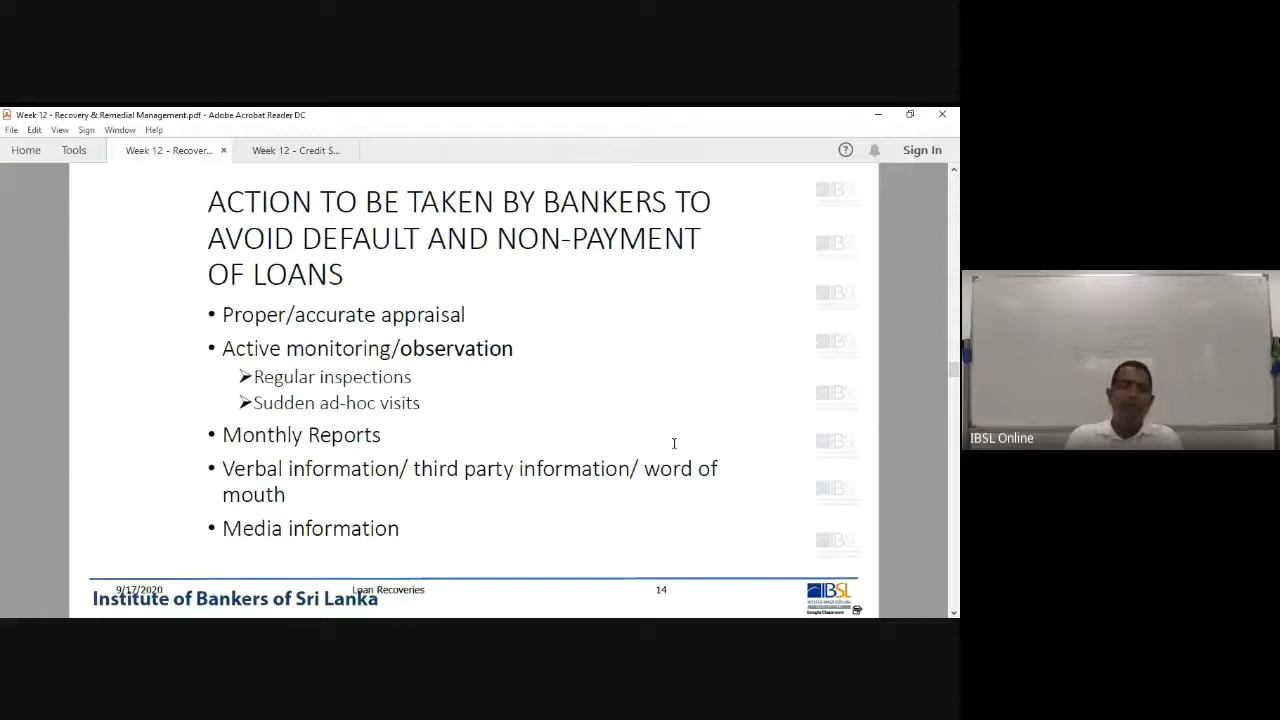 Week 12 - Recovery & Remedial Management.pdf - Adobe Acrobat Reader DC
File Edit View Sign Window Help
Home Tools Week 12 - Recover... × Week 12 - Credit S... Sign In
ACTION TO BE TAKEN BY BANKERS TO
AVOID DEFAULT AND NON-PAYMENT
OF LOANS
• Proper/accurate appraisal
• Active monitoring/observation
➢Regular inspections
➢Sudden ad-hoc visits
• Monthly Reports
• Verbal information/ third party information/ word of
mouth
• Media information
9/17/2020 Loan Recoveries 14
Institute of Bankers of Sri Lanka
IBSL
Google Classroom
IBSL Online